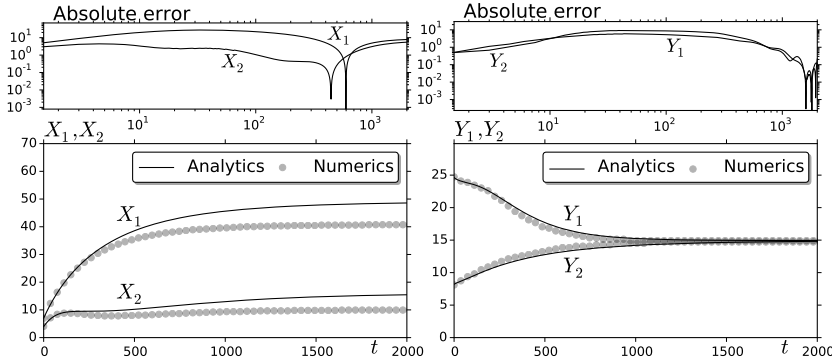 Absolute error
10^1
10^0
10^-1
10^-2
10^-3
X_1
X_2
10^1 10^2 10^3
X_1, X_2
70
60
50
40
30
20
10
0
Analytics Numerics
X_1
X_2
0 500 1000 1500 2000
t
Absolute error
10^1
10^0
10^-1
10^-2
Y_2
Y_1
10^1 10^2 10^3
Y_1, Y_2
25
20
15
10
5
0
Analytics Numerics
Y_1
Y_2
0 500 1000 1500 2000
t